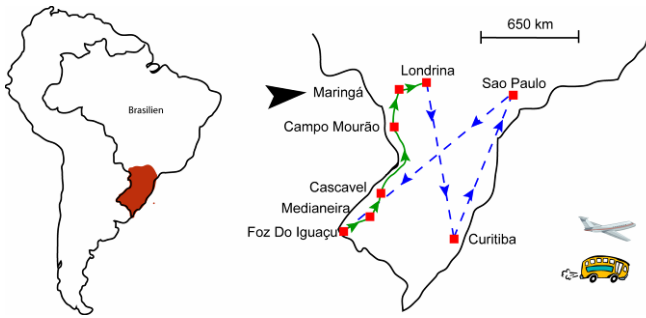 Brasilien
650 km
Londrina
Sao Paulo
Maringá
Campo Mourão
Cascavel
Medianeira
Foz Do Iguaçu
Curitiba